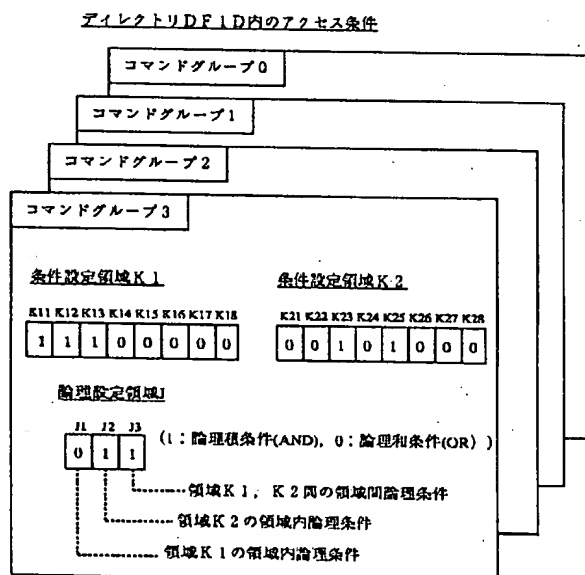 ディレクトリDF1D内のアクセス条件
コマンドグループ0
コマンドグループ1
コマンドグループ2
コマンドグループ3
条件設定領域K1
条件設定領域K2
K11 K12 K13 K14 K15 K16 K17 K18
K21 K22 K23 K24 K25 K26 K27 K28
1 1 1 0 0 0 0 0
0 0 1 0 1 0 0 0
論理設定領域J
J1 J2 J3
0 1 1
(1:論理積条件(AND), 0:論理和条件(OR))
領域K1, K2間の領域間論理条件
領域K2の領域内論理条件
領域K1の領域内論理条件